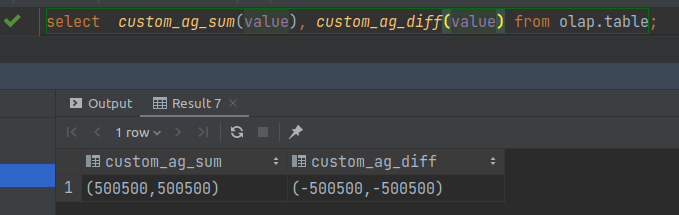 select  custom_ag_sum(value), custom_ag_diff(value) from olap.table;
Output Result 7
1 row
custom_ag_sum custom_ag_diff
1 (500500,500500) (-500500,-500500)